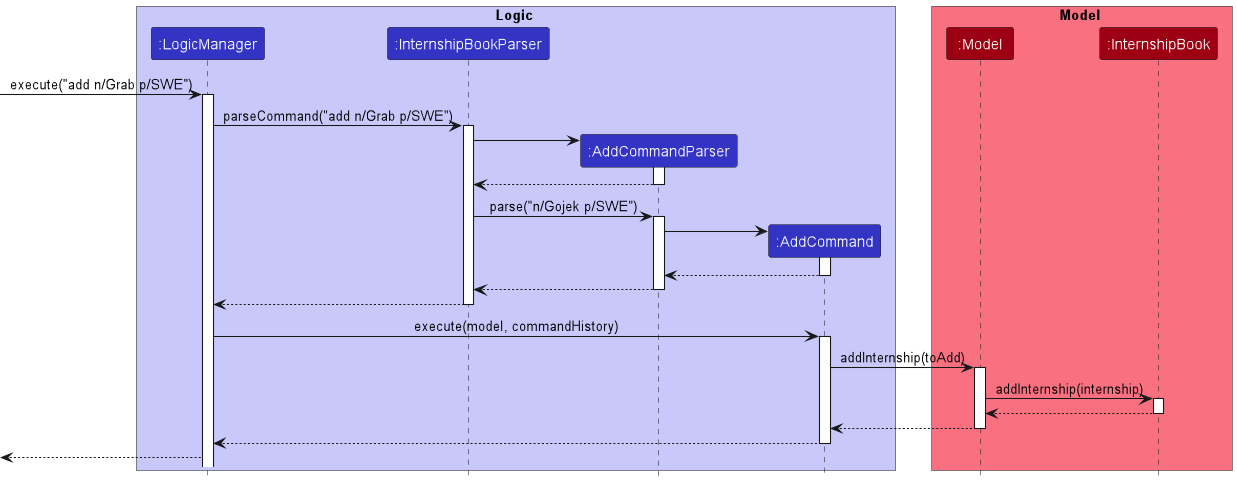 Logic
Model
:LogicManager
:InternshipBookParser
:Model
:InternshipBook
execute("add n/Grab p/SWE")
parseCommand("add n/Grab p/SWE")
:AddCommandParser
parse("n/Gojek p/SWE")
:AddCommand
execute(model, commandHistory)
addInternship(toAdd)
addInternship(internship)